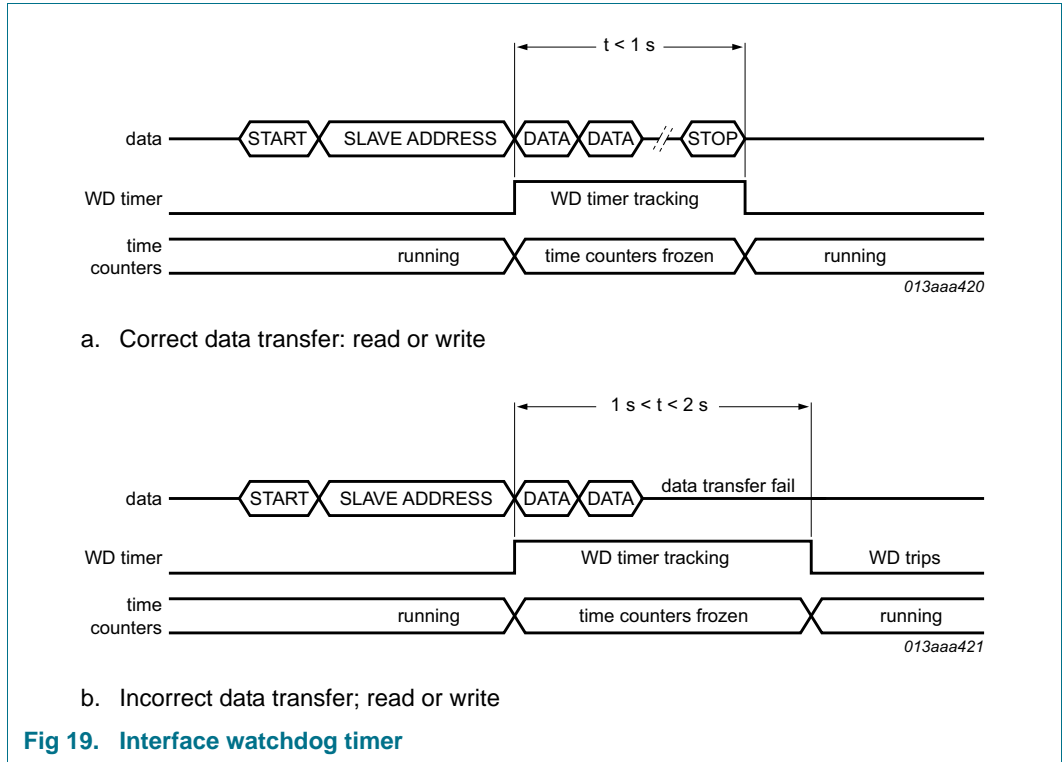 t < 1 s
data START SLAVE ADDRESS DATA DATA STOP
WD timer WD timer tracking
time
counters running time counters frozen running
013aaa420
a. Correct data transfer: read or write
1 s < t < 2 s
data START SLAVE ADDRESS DATA DATA data transfer fail
WD timer WD timer tracking WD trips
time
counters running time counters frozen running
013aaa421
b. Incorrect data transfer; read or write
Fig 19. Interface watchdog timer